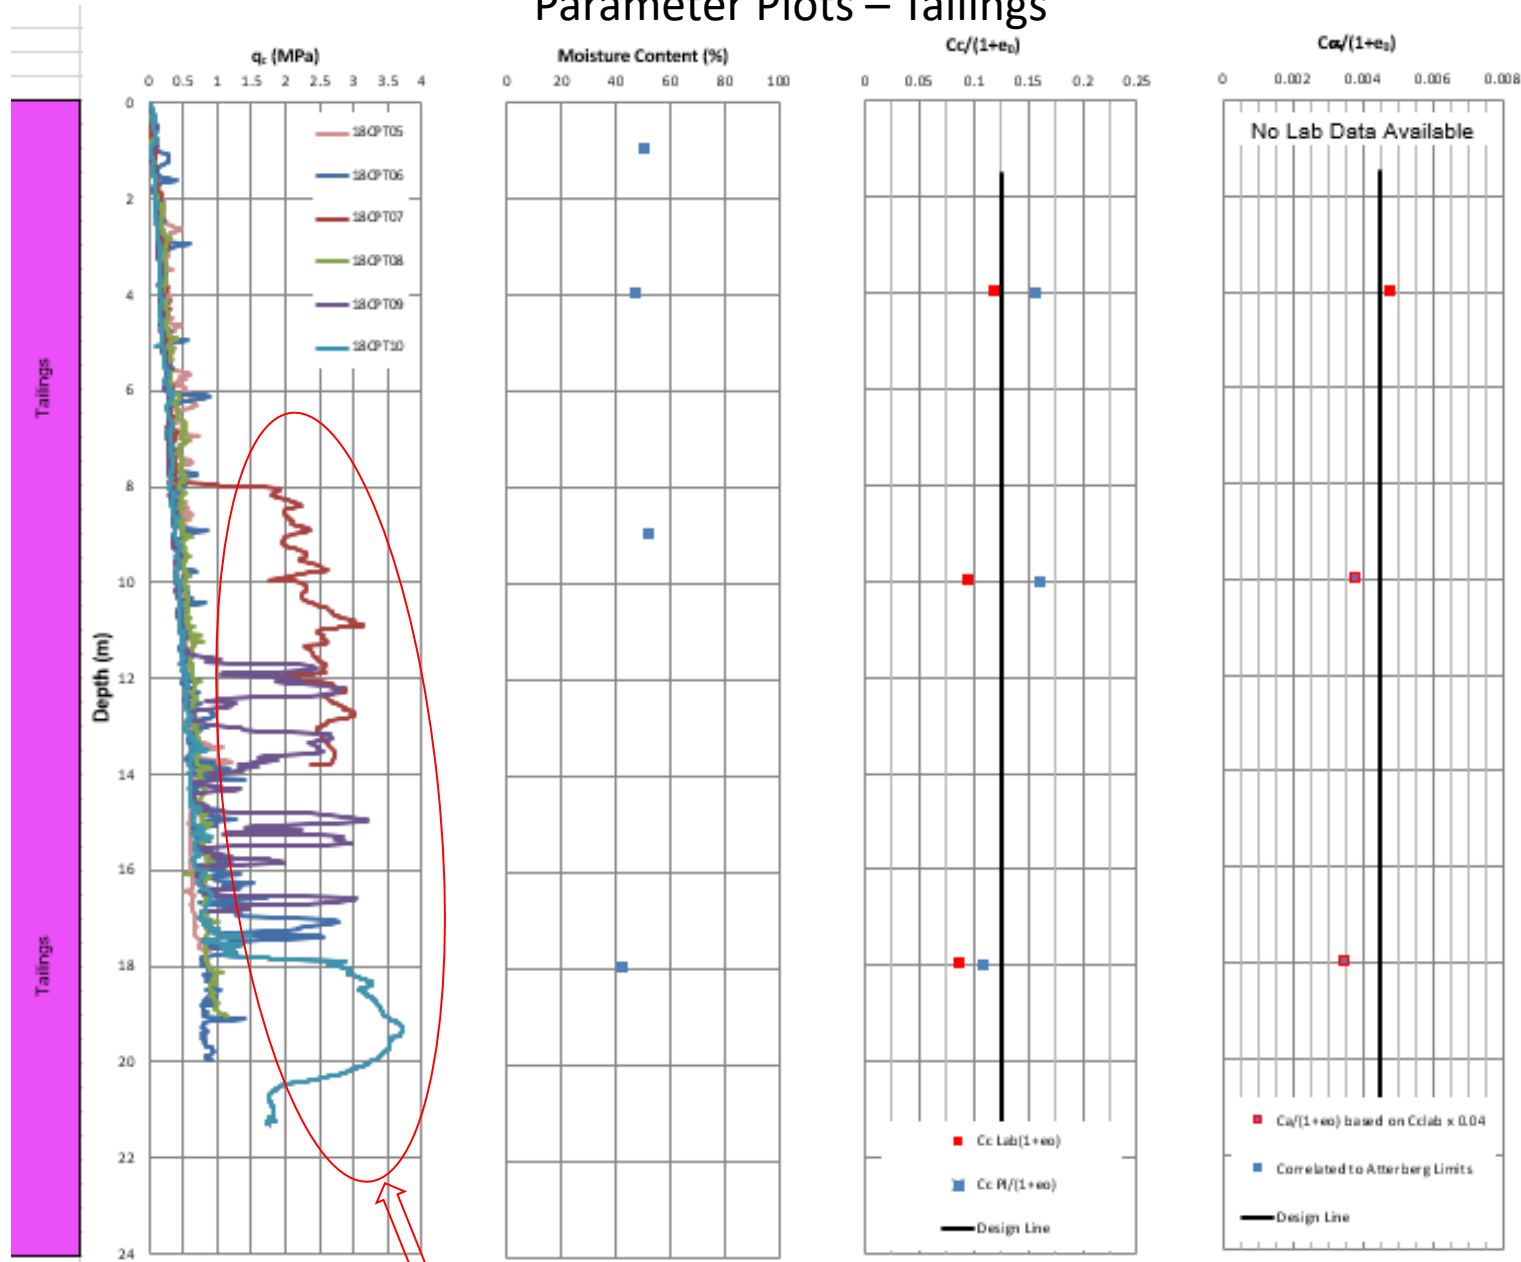 Parameter Plots – Tailings
qc (MPa)
0 0.5 1 1.5 2 2.5 3 3.5 4
Moisture Content (%)
0 20 40 60 80 100
Cc/(1+e0)
0 0.05 0.1 0.15 0.2 0.25
Cα/(1+e0)
0 0.002 0.004 0.006 0.008
No Lab Data Available
Depth (m)
0
2
4
6
8
10
12
14
16
18
20
22
24
18CPT05
18CPT06
18CPT07
18CPT08
18CPT09
18CPT10
Tailings
Tailings
Cc Lab(1+eo)
Cc PI/(1+eo)
Design Line
Ca/(1+eo) based on Cclab x 0.04
Correlated to Atterberg Limits
Design Line